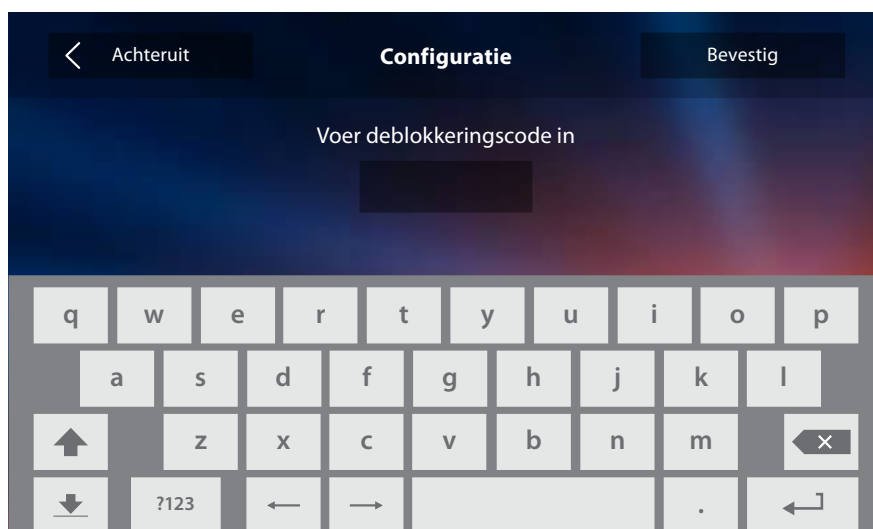 Achteruit Configuratie Bevestig
Voer deblokkeringscode in
q w e r t y u i o p
a s d f g h j k l
z x c v b n m
?123 .